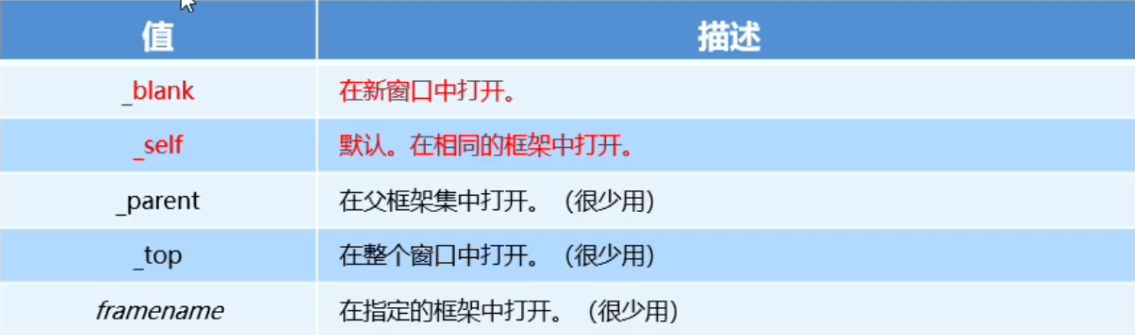 值 描述
_blank 在新窗口中打开。
_self 默认。在相同的框架中打开。
_parent 在父框架集中打开。（很少用）
_top 在整个窗口中打开。（很少用）
framename 在指定的框架中打开。（很少用）